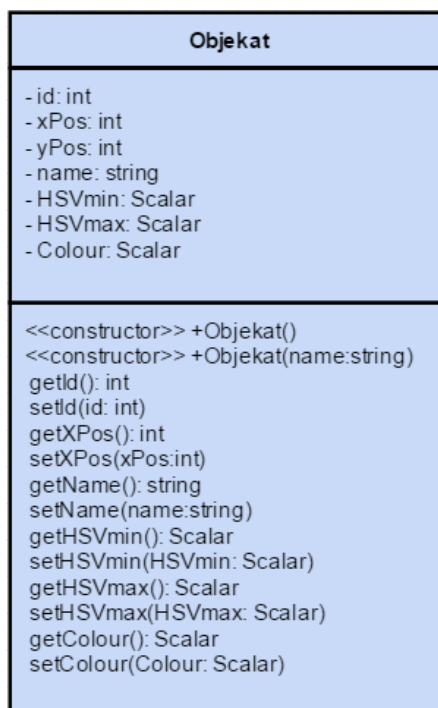 Objekat
- id: int
- xPos: int
- yPos: int
- name: string
- HSVmin: Scalar
- HSVmax: Scalar
- Colour: Scalar
<<constructor>> +Objekat()
<<constructor>> +Objekat(name:string)
getId(): int
setId(id: int)
getXPos(): int
setXPos(xPos:int)
getName(): string
setName(name:string)
getHSVmin(): Scalar
setHSVmin(HSVmin: Scalar)
getHSVmax(): Scalar
setHSVmax(HSVmax: Scalar)
getColour(): Scalar
setColour(Colour: Scalar)